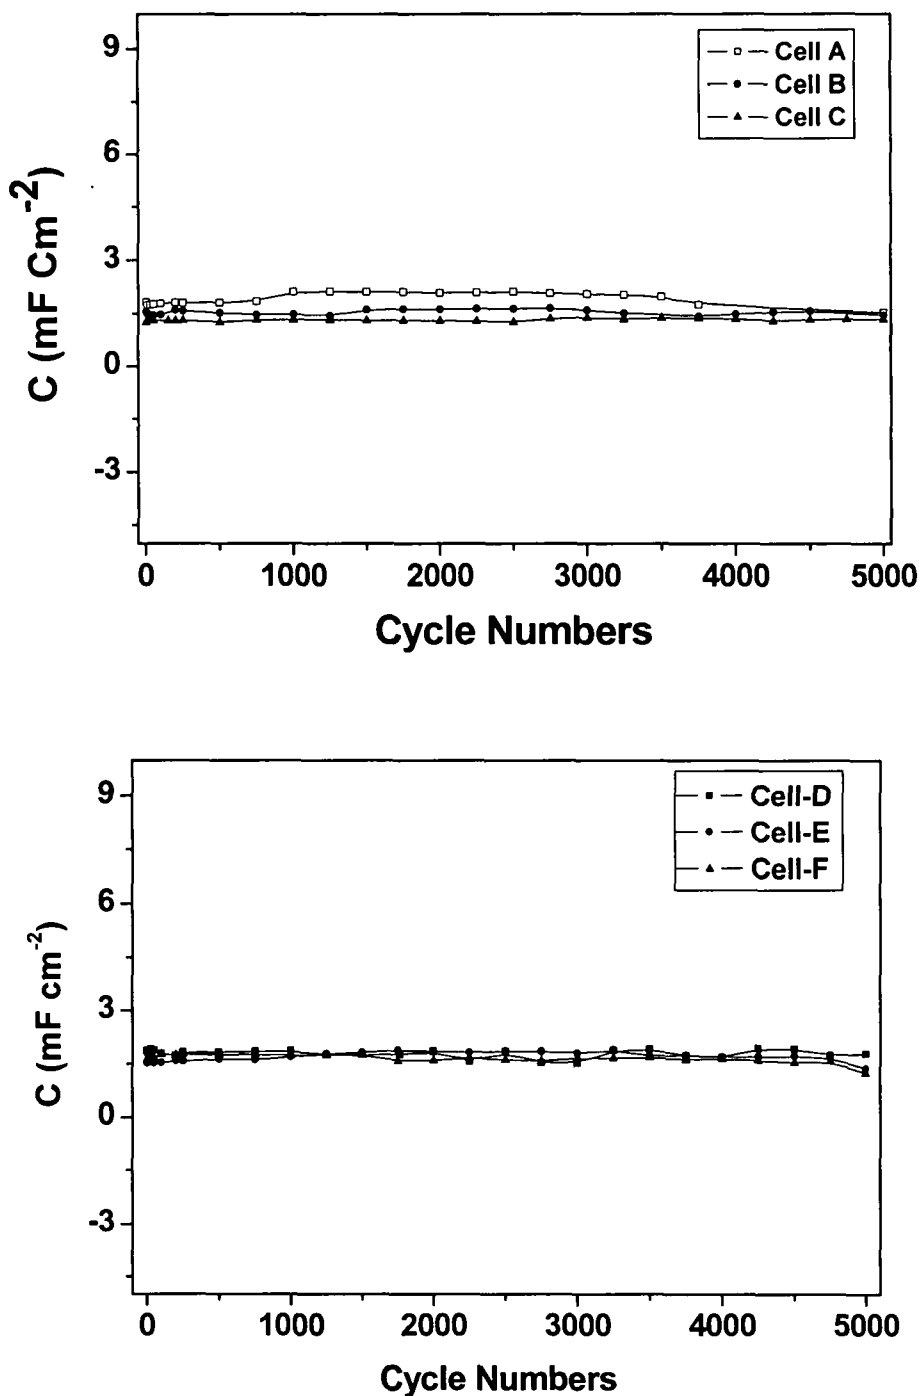 9
6
3
0
-3
C (mF Cm-2)
Cell A
Cell B
Cell C
0 1000 2000 3000 4000 5000
Cycle Numbers
9
6
3
0
-3
C (mF cm-2)
Cell-D
Cell-E
Cell-F
0 1000 2000 3000 4000 5000
Cycle Numbers